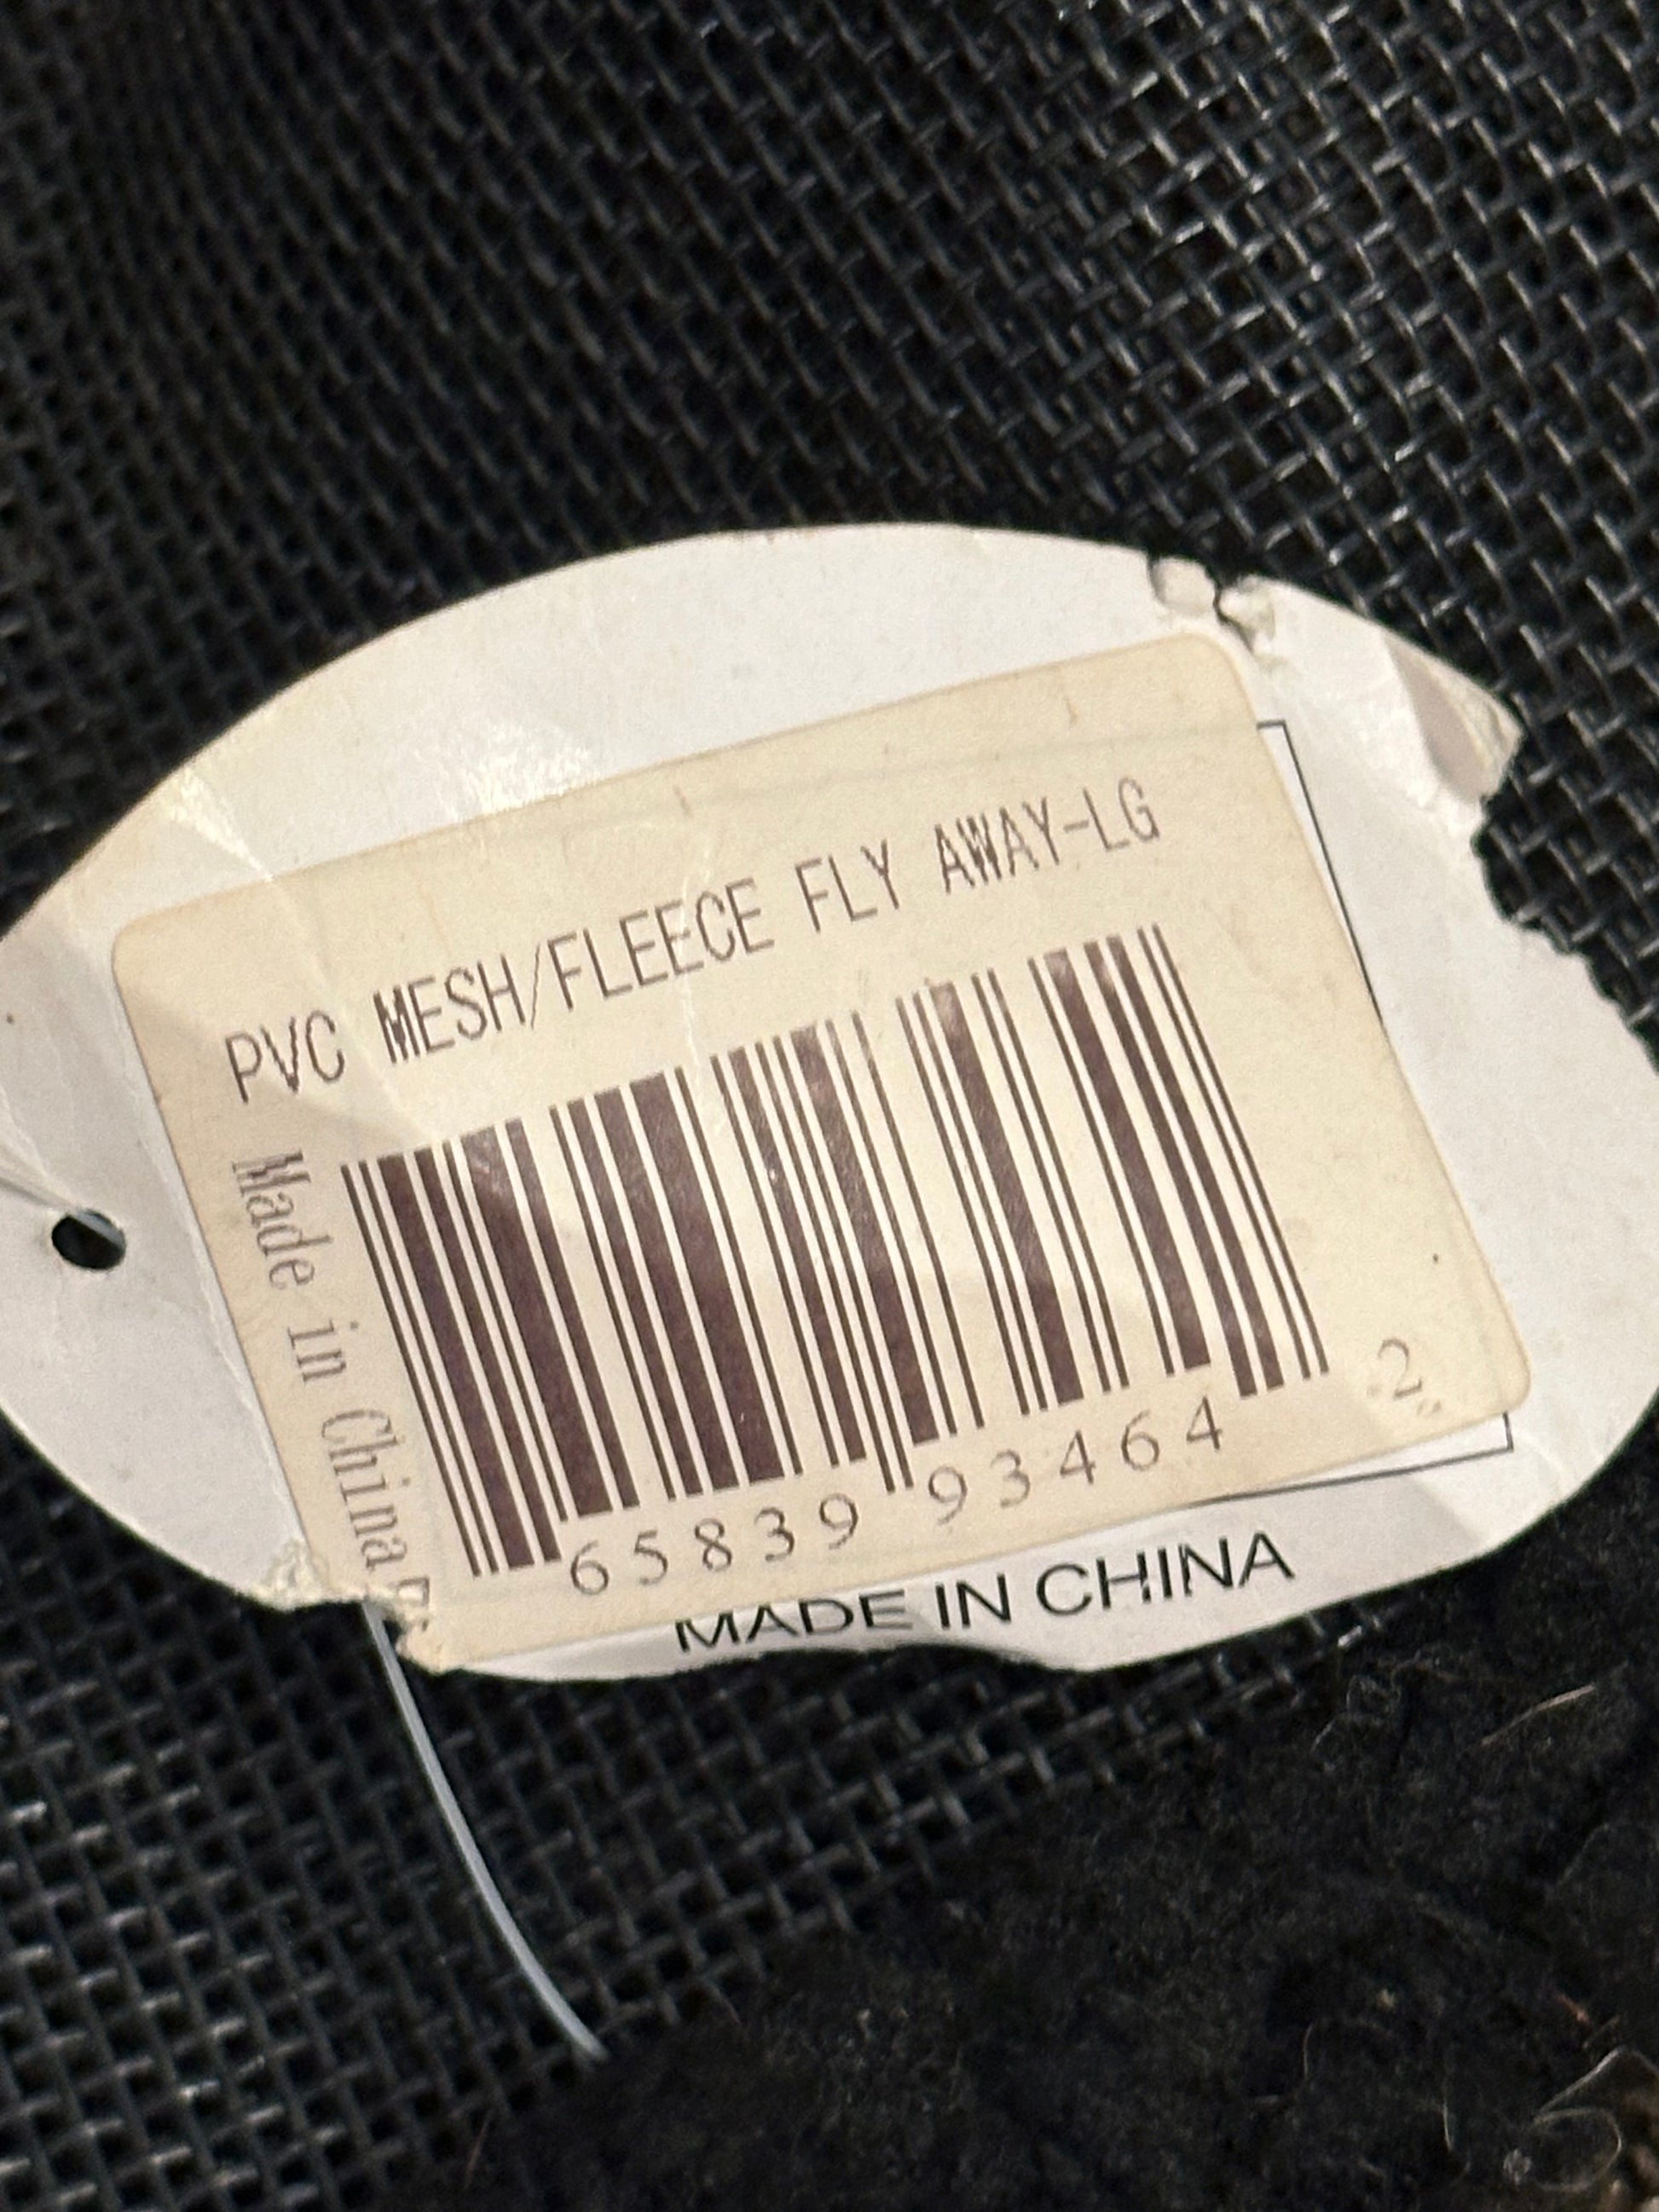 PVC MESH/FLEECE FLY AWAY-LG
Made in China
65839 93464 2
MADE IN CHINA